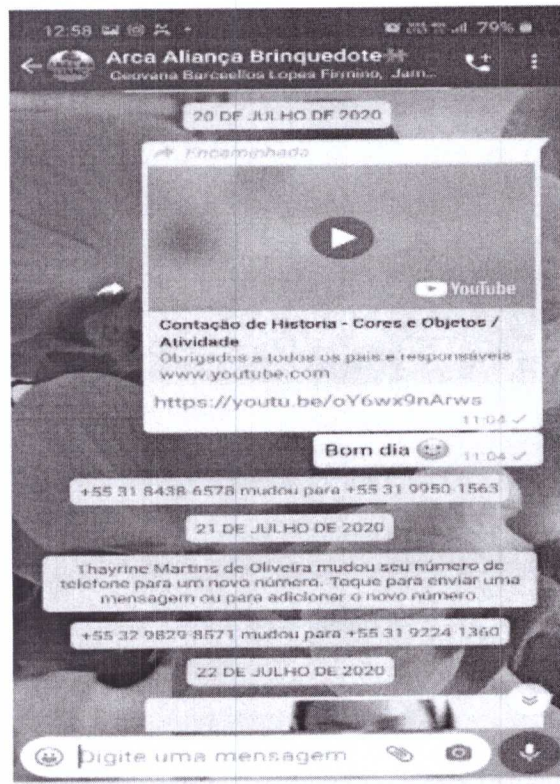 12:58 79%
Arca Aliança Brinquedote
Geovana Barcellos Lopes Firmino, Jam...
20 DE JULHO DE 2020
Encaminhada
YouTube
Contação de Historia - Cores e Objetos /
Atividade
Obrigados a todos os pais e responsáveis
www.youtube.com
https://youtu.be/oY6wx9nArws
11:04
Bom dia 11:04
+55 31 8438-6578 mudou para +55 31 9950-1563
21 DE JULHO DE 2020
Thayrine Martins de Oliveira mudou seu número de
telefone para um novo número. Toque para enviar uma
mensagem ou para adicionar o novo número.
+55 32 9829-8571 mudou para +55 31 9224-1360
22 DE JULHO DE 2020
Digite uma mensagem